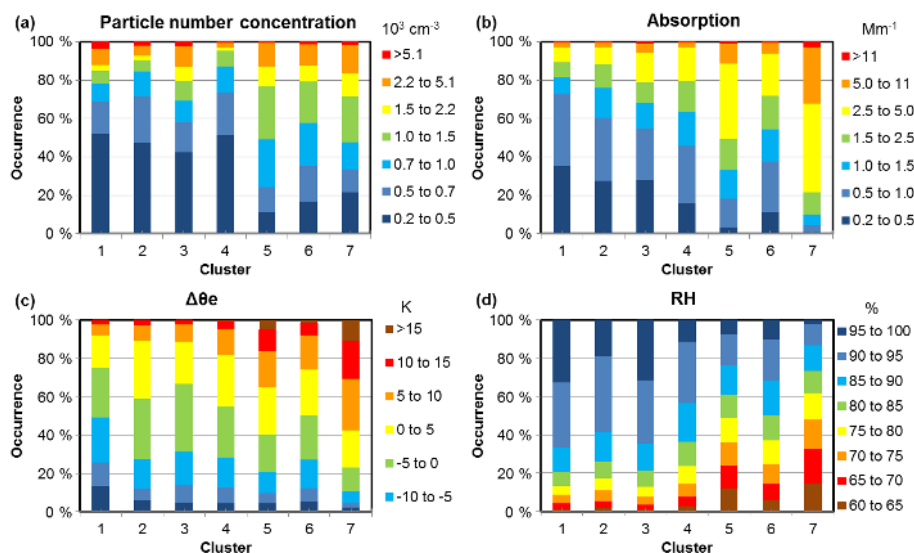 (a) Particle number concentration 10³ cm⁻³
100 %
80 %
60 %
40 %
20 %
0 %
Occurrence
1 2 3 4 5 6 7
Cluster
>5.1
2.2 to 5.1
1.5 to 2.2
1.0 to 1.5
0.7 to 1.0
0.5 to 0.7
0.2 to 0.5
(b) Absorption Mm⁻¹
100 %
80 %
60 %
40 %
20 %
0 %
Occurrence
1 2 3 4 5 6 7
Cluster
>11
5.0 to 11
2.5 to 5.0
1.5 to 2.5
1.0 to 1.5
0.5 to 1.0
0.2 to 0.5
(c) Δθe K
100 %
80 %
60 %
40 %
20 %
0 %
Occurrence
1 2 3 4 5 6 7
Cluster
>15
10 to 15
5 to 10
0 to 5
-5 to 0
-10 to -5
(d) RH %
100 %
80 %
60 %
40 %
20 %
0 %
Occurrence
1 2 3 4 5 6 7
Cluster
95 to 100
90 to 95
85 to 90
80 to 85
75 to 80
70 to 75
65 to 70
60 to 65